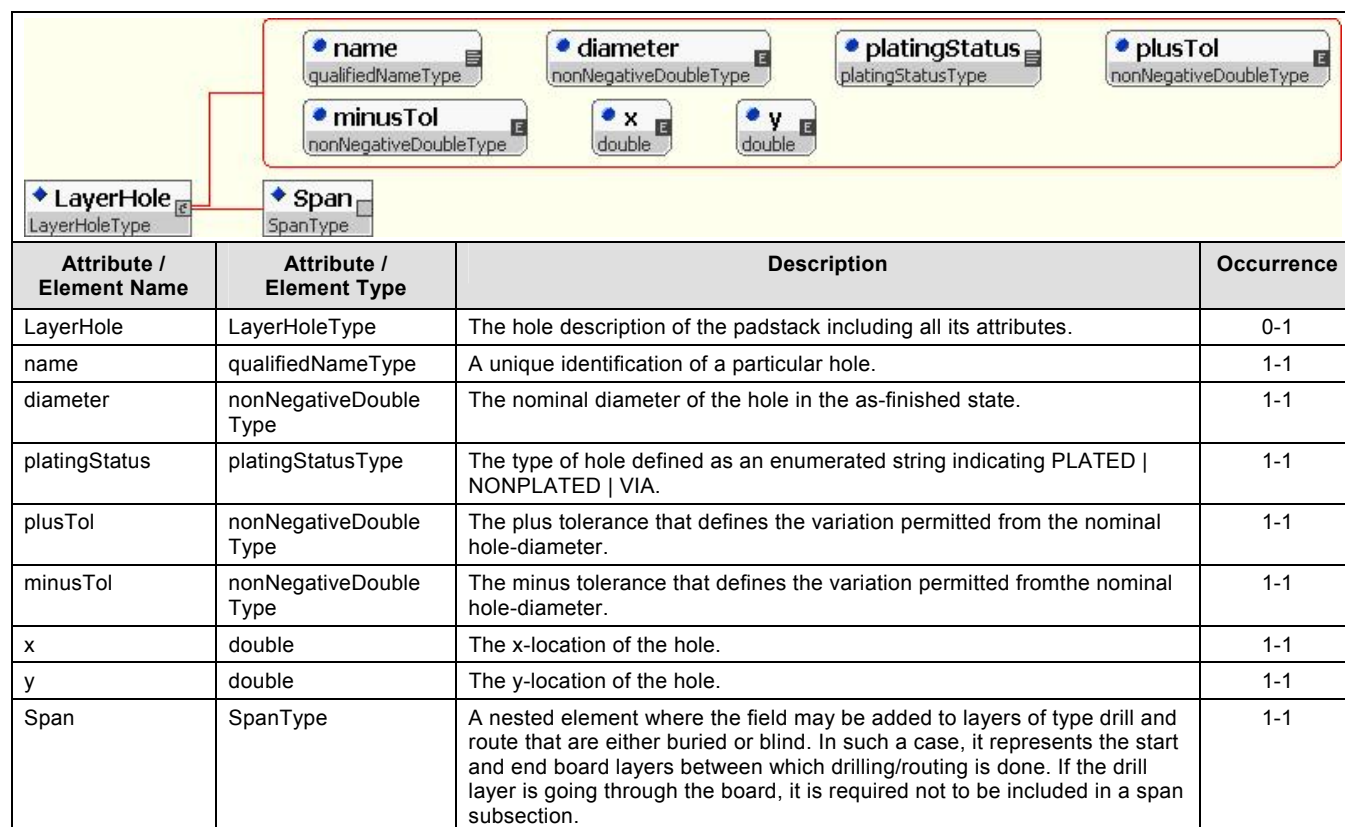 name
qualifiedNameType
diameter
E
nonNegativeDoubleType
platingStatus
platingStatusType
plusTol
E
nonNegativeDoubleType
minusTol
E
nonNegativeDoubleType
x
E
double
y
E
double
LayerHole
C
LayerHoleType
Span
SpanType
Attribute / Element Name | Attribute / Element Type | Description | Occurrence
LayerHole | LayerHoleType | The hole description of the padstack including all its attributes. | 0-1
name | qualifiedNameType | A unique identification of a particular hole. | 1-1
diameter | nonNegativeDouble Type | The nominal diameter of the hole in the as-finished state. | 1-1
platingStatus | platingStatusType | The type of hole defined as an enumerated string indicating PLATED |
NONPLATED | VIA. | 1-1
plusTol | nonNegativeDouble Type | The plus tolerance that defines the variation permitted from the nominal
hole-diameter. | 1-1
minusTol | nonNegativeDouble Type | The minus tolerance that defines the variation permitted fromthe nominal
hole-diameter. | 1-1
x | double | The x-location of the hole. | 1-1
y | double | The y-location of the hole. | 1-1
Span | SpanType | A nested element where the field may be added to layers of type drill and | 1-1
route that are either buried or blind. In such a case, it represents the start
and end board layers between which drilling/routing is done. If the drill
layer is going through the board, it is required not to be included in a span
subsection.